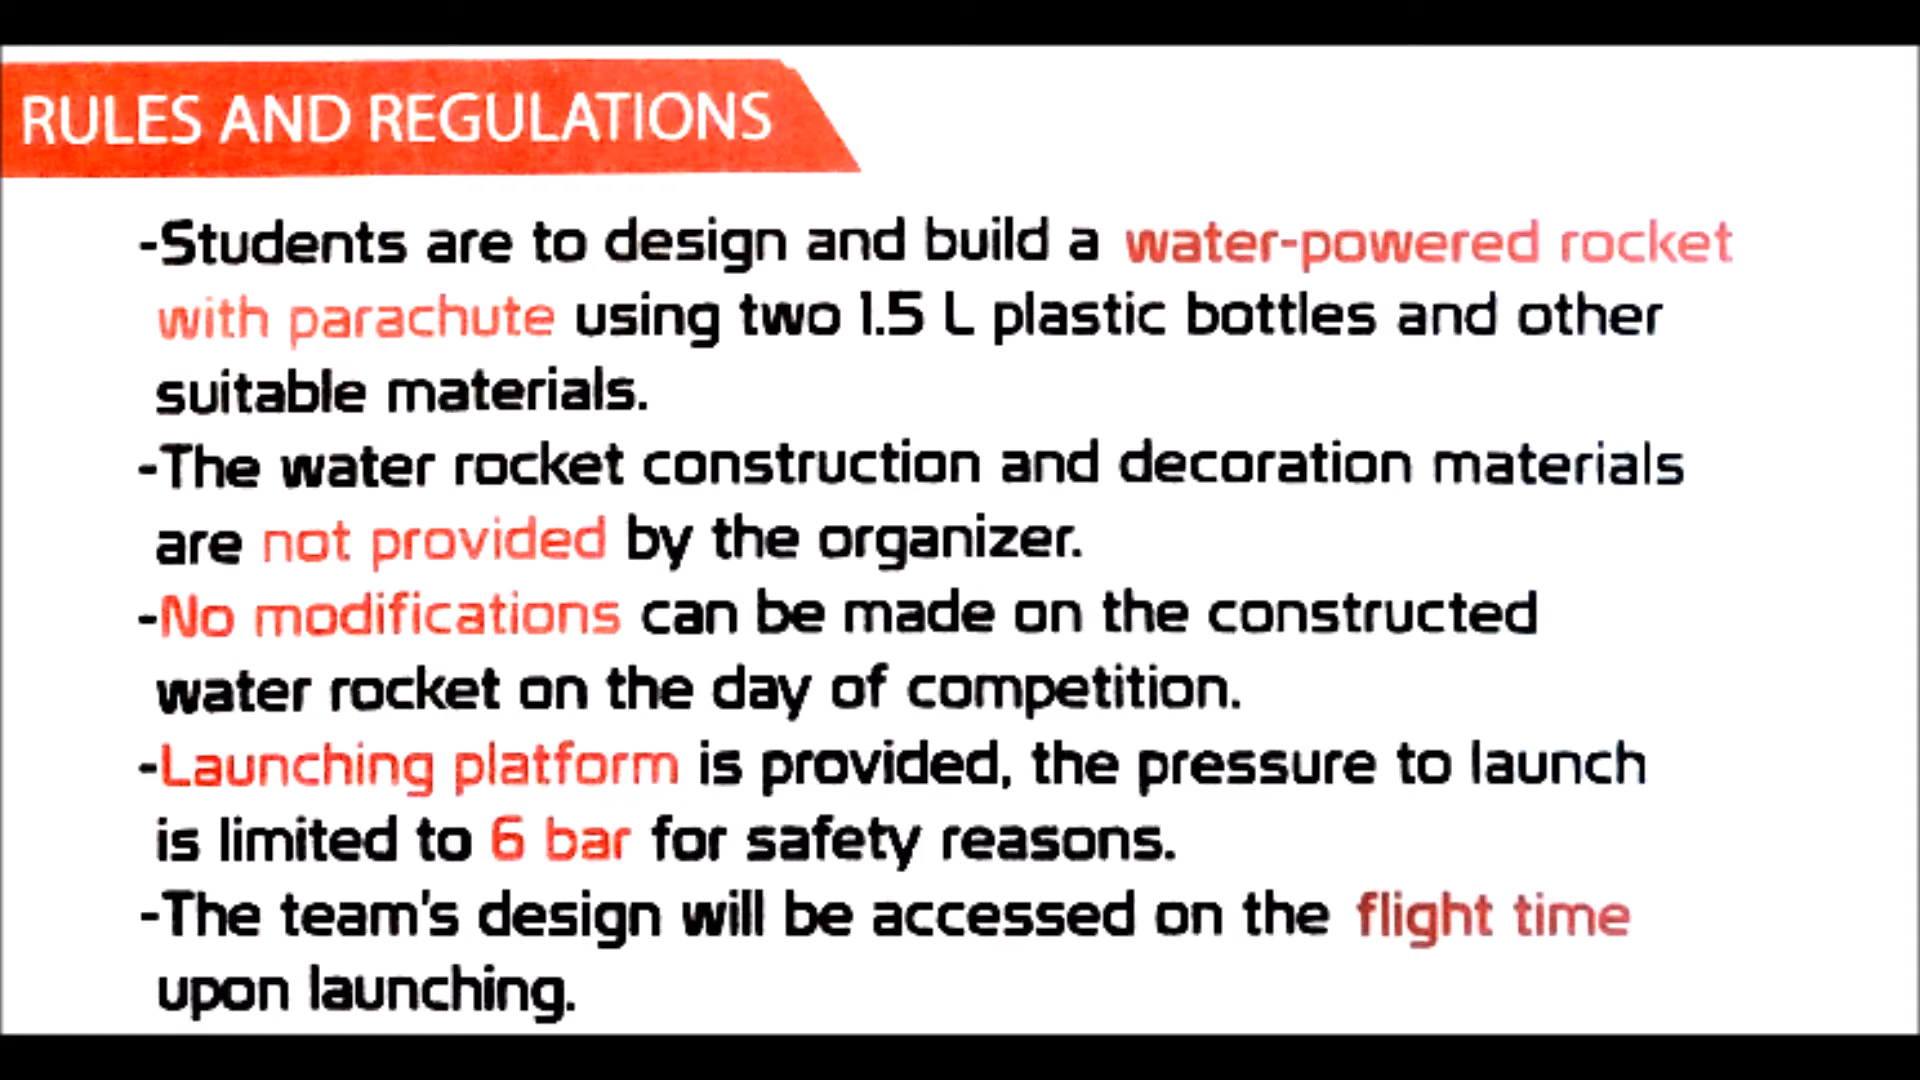 RULES AND REGULATIONS
-Students are to design and build a water-powered rocket
with parachute using two 1.5 L plastic bottles and other
suitable materials.
-The water rocket construction and decoration materials
are not provided by the organizer.
-No modifications can be made on the constructed
water rocket on the day of competition.
-Launching platform is provided, the pressure to launch
is limited to 6 bar for safety reasons.
-The team's design will be accessed on the flight time
upon launching.